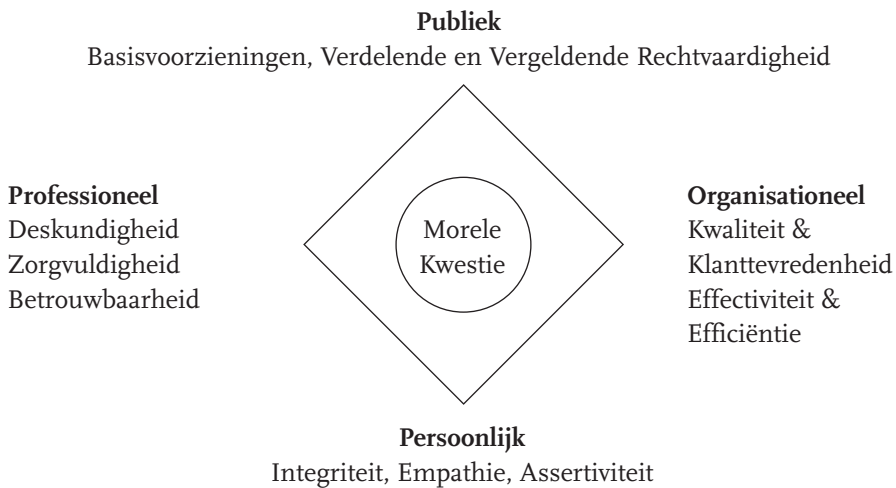 Publiek
Basisvoorzieningen, Verdelende en Vergeldende Rechtvaardigheid
Professioneel
Deskundigheid
Zorgvuldigheid
Betrouwbaarheid
Morele
Kwestie
Organisationeel
Kwaliteit &
Klanttevredenheid
Effectiviteit &
Efficiëntie
Persoonlijk
Integriteit, Empathie, Assertiviteit